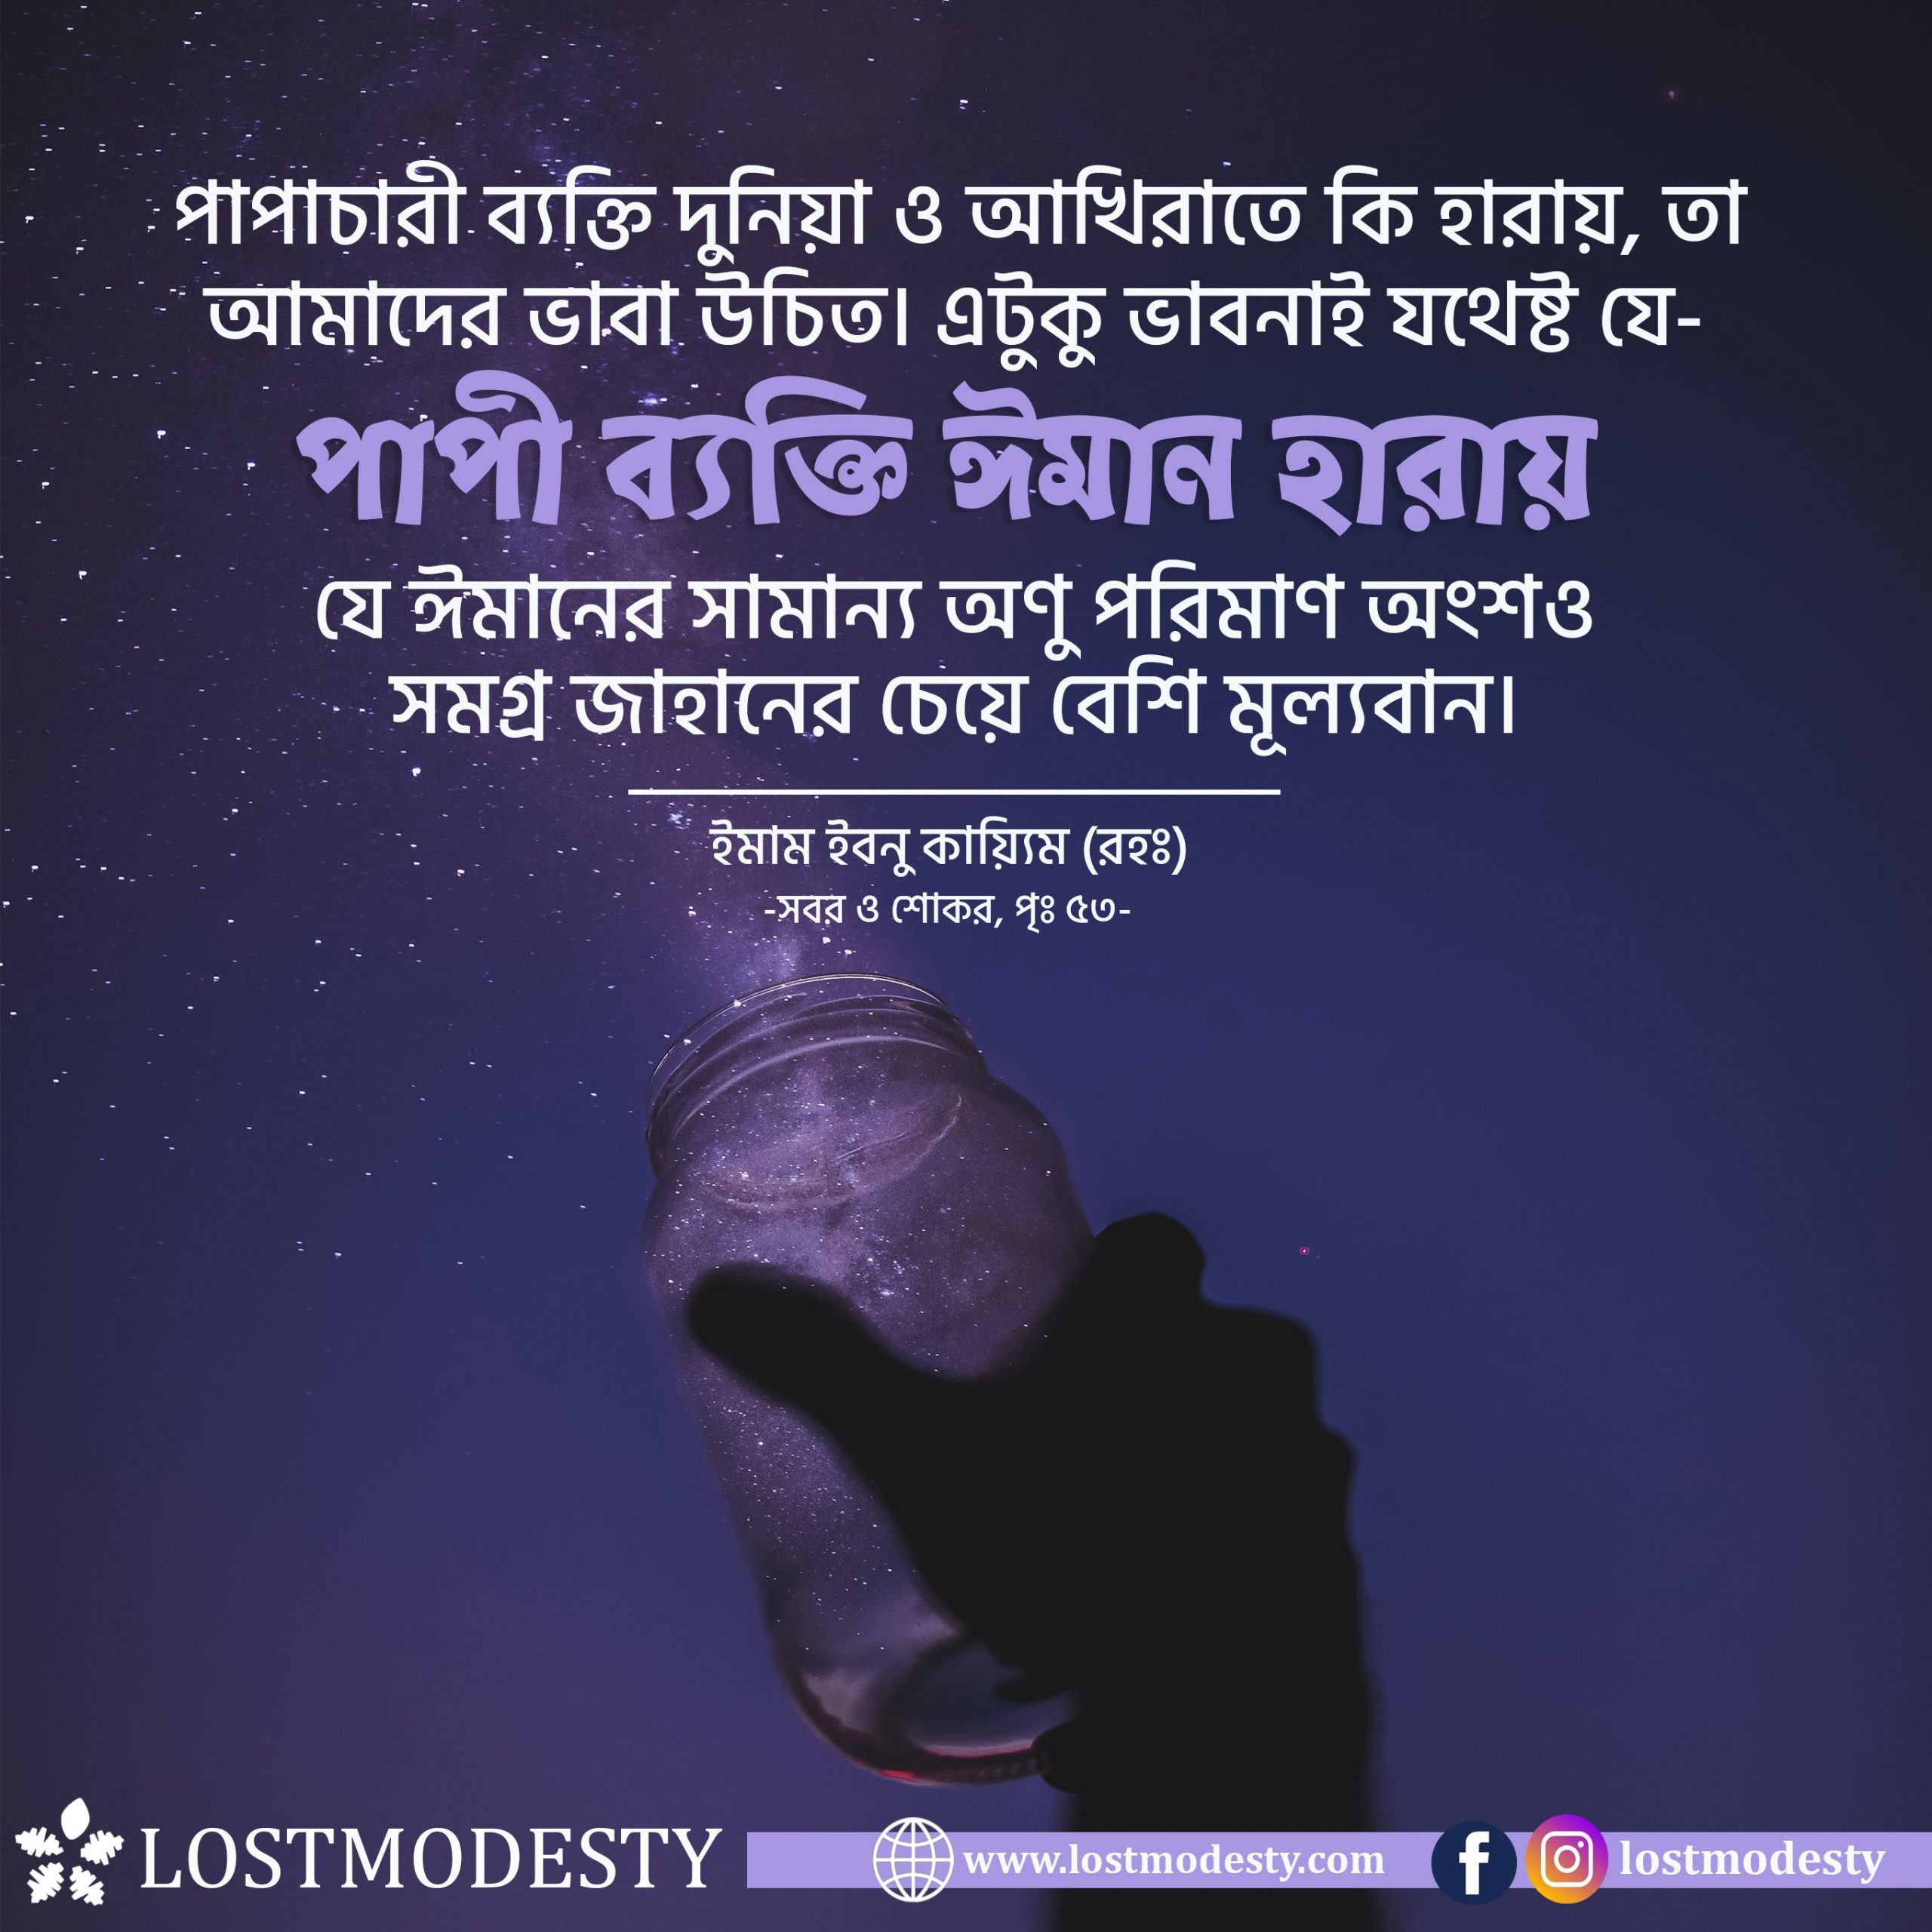 পাপাচারী ব্যক্তি দুনিয়া ও আখিরাতে কি হারায়, তা
আমাদের ভাবা উচিত। এটুকু ভাবনাই যথেষ্ট যে-
পাপী ব্যক্তি ঈমান হারায়
যে ঈমানের সামান্য অণু পরিমাণ অংশও
সমগ্র জাহানের চেয়ে বেশি মূল্যবান।
ইমাম ইবনু কায়্যিম (রহঃ)
-সবর ও শোকর, পৃঃ ৫৩-
LOSTMODESTY
www.lostmodesty.com
lostmodesty